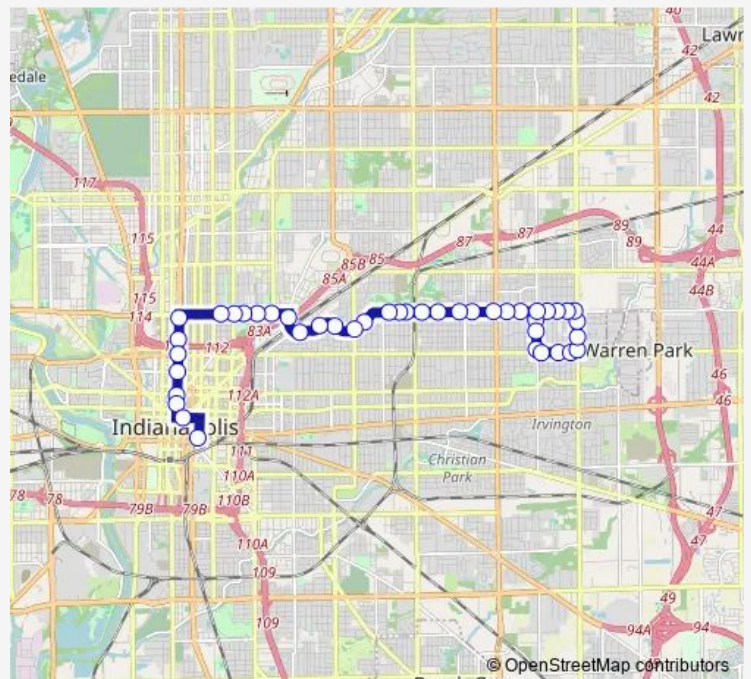 40
Lawr
42
edale
42
117
115
89
87
87
89
44
85B
85
44A
85A
115
44B
114
83A
112
Warren Park
46
112A
46
Indianapolis
Irvington
111
Christian
Park
110A
78
78
110B
79B
79B
47
110A
47
109
49
109
94A
94
© OpenStreetMap contributors